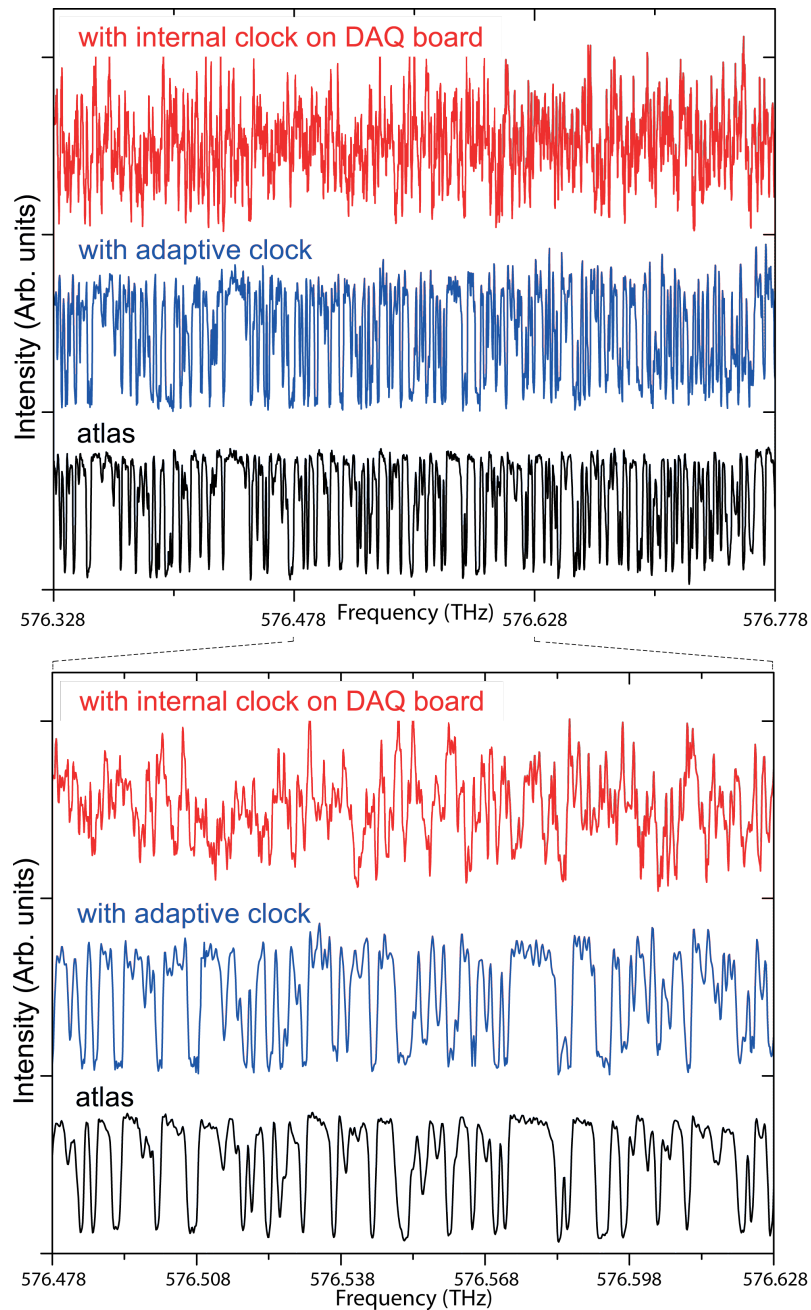 with internal clock on DAQ board
with adaptive clock
atlas
Intensity (Arb. units)
576.328
576.478
Frequency (THz)
576.628
576.778
with internal clock on DAQ board
with adaptive clock
atlas
Intensity (Arb. units)
576.478
576.508
576.538
576.568
576.598
576.628
Frequency (THz)